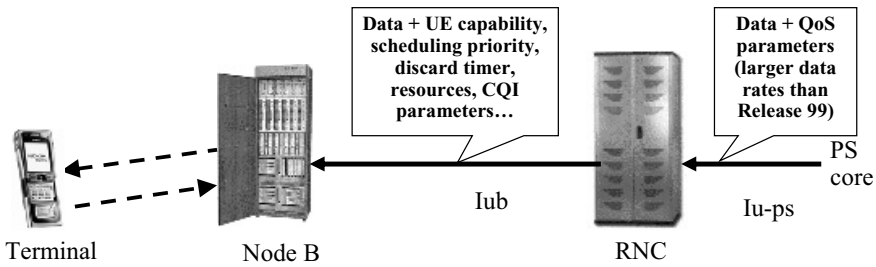 Data + UE capability,
scheduling priority,
discard timer,
resources, CQI
parameters…
Data + QoS
parameters
(larger data
rates than
Release 99)
PS
core
Iub
Iu-ps
Terminal
Node B
RNC